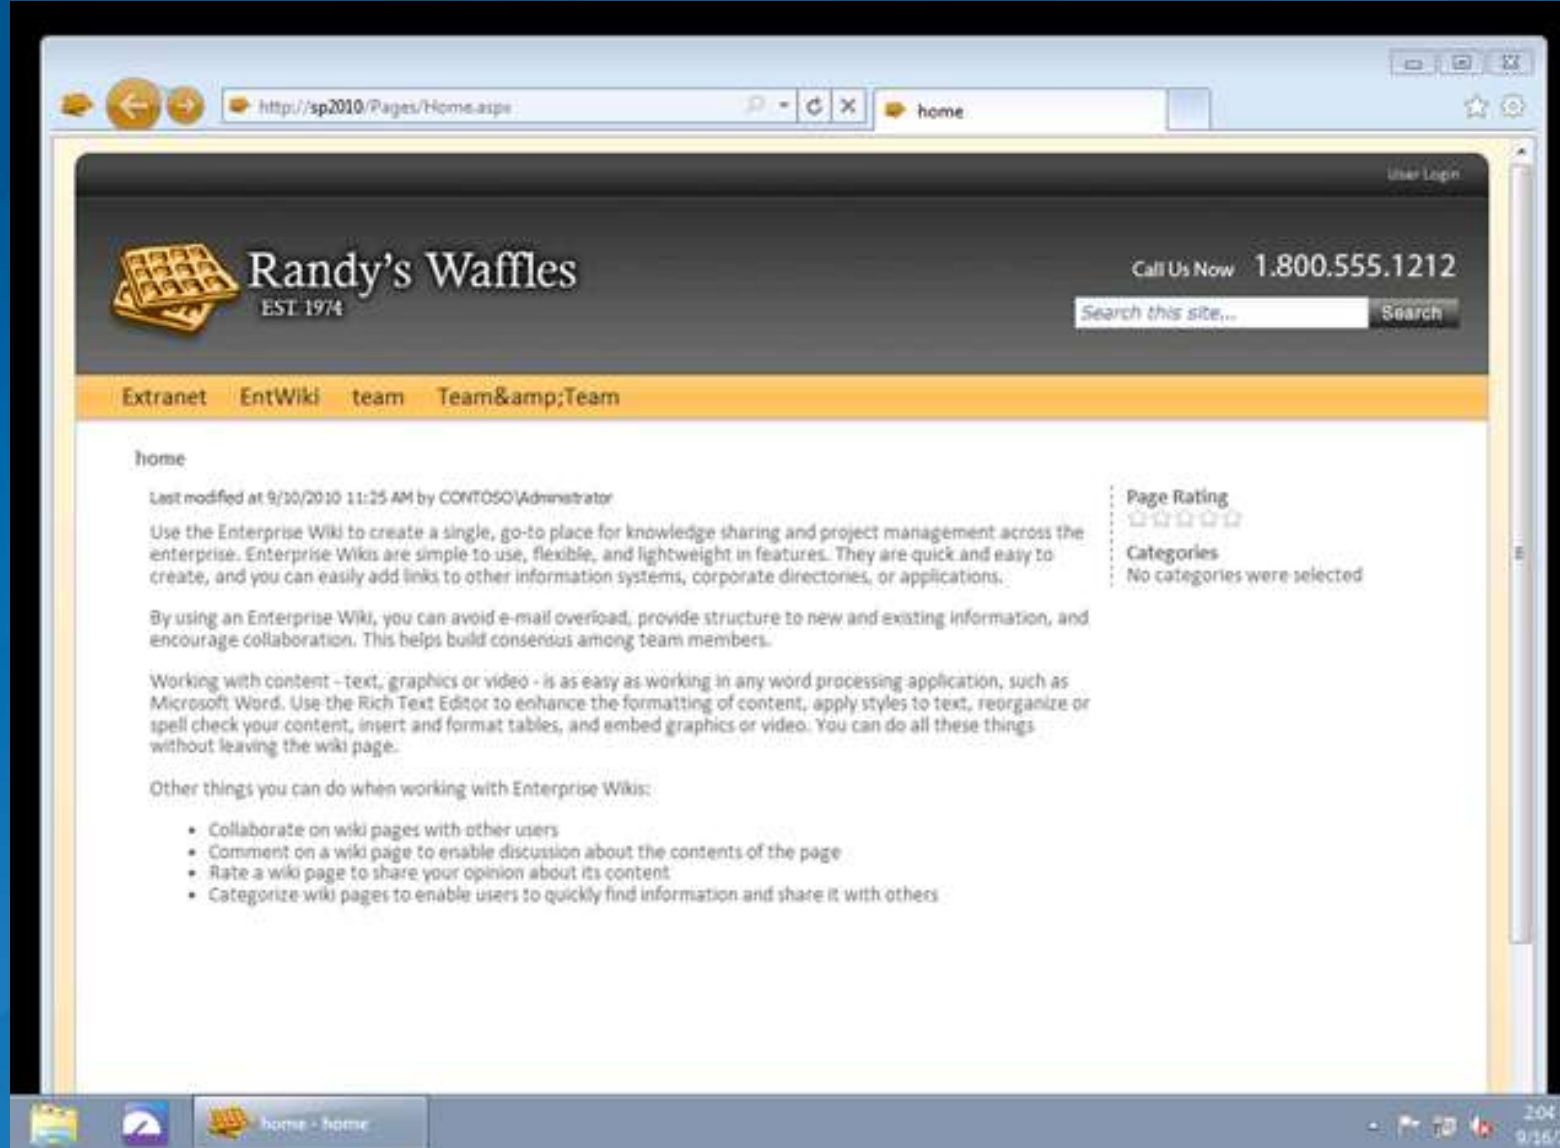 http://sp2010/Pages/Home.aspx
home
User Login
Randy's Waffles
EST. 1974
Call Us Now 1.800.555.1212
Search this site...
Search
Extranet EntWiki team Team&amp;Team
home
Last modified at 9/10/2010 11:25 AM by CONTOSO\Administrator
Use the Enterprise Wiki to create a single, go-to place for knowledge sharing and project management across the
enterprise. Enterprise Wikis are simple to use, flexible, and lightweight in features. They are quick and easy to
create, and you can easily add links to other information systems, corporate directories, or applications.
By using an Enterprise Wiki, you can avoid e-mail overload, provide structure to new and existing information, and
encourage collaboration. This helps build consensus among team members.
Working with content - text, graphics or video - is as easy as working in any word processing application, such as
Microsoft Word. Use the Rich Text Editor to enhance the formatting of content, apply styles to text, reorganize or
spell check your content, insert and format tables, and embed graphics or video. You can do all these things
without leaving the wiki page.
Other things you can do when working with Enterprise Wikis:
• Collaborate on wiki pages with other users
• Comment on a wiki page to enable discussion about the contents of the page
• Rate a wiki page to share your opinion about its content
• Categorize wiki pages to enable users to quickly find information and share it with others
Page Rating
Categories
No categories were selected
home - home
2:04